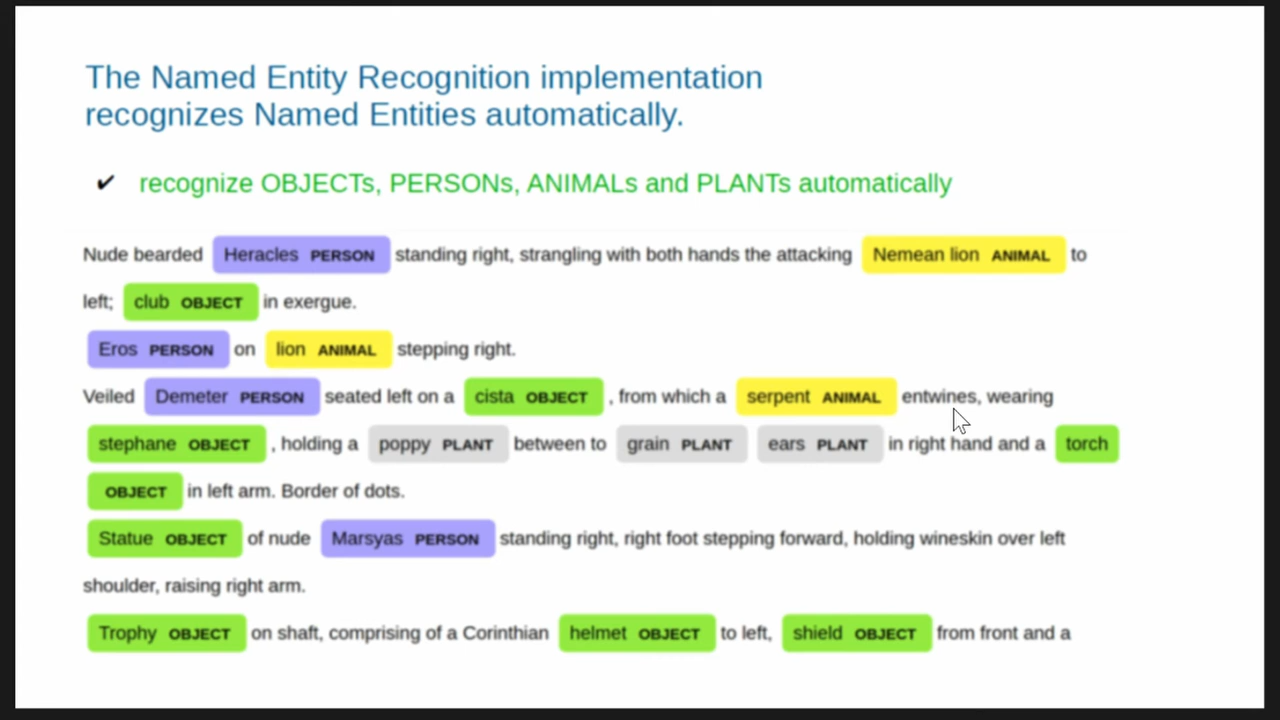 The Named Entity Recognition implementation
recognizes Named Entities automatically.
✔ recognize OBJECTs, PERSONs, ANIMALs and PLANTs automatically
Nude bearded Heracles PERSON standing right, strangling with both hands the attacking Nemean lion ANIMAL to
left; club OBJECT in exergue.
Eros PERSON on lion ANIMAL stepping right.
Veiled Demeter PERSON seated left on a cista OBJECT , from which a serpent ANIMAL entwines, wearing
stephane OBJECT , holding a poppy PLANT between to grain PLANT ears PLANT in right hand and a torch
OBJECT in left arm. Border of dots.
Statue OBJECT of nude Marsyas PERSON standing right, right foot stepping forward, holding wineskin over left
shoulder, raising right arm.
Trophy OBJECT on shaft, comprising of a Corinthian helmet OBJECT to left, shield OBJECT from front and a